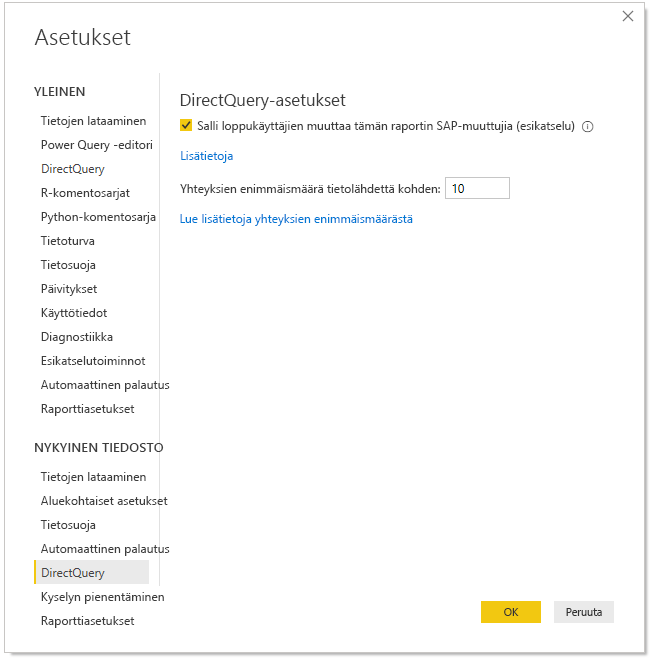 Asetukset
YLEINEN
Tietojen lataaminen
Power Query -editori
DirectQuery
R-komentosarjat
Python-komentosarja
Tietoturva
Tietosuoja
Päivitykset
Käyttötiedot
Diagnostiikka
Esikatselutoiminnot
Automaattinen palautus
Raporttiasetukset
NYKYINEN TIEDOSTO
Tietojen lataaminen
Aluekohtaiset asetukset
Tietosuoja
Automaattinen palautus
DirectQuery
Kyselyn pienentäminen
Raporttiasetukset
DirectQuery-asetukset
Salli loppukäyttäjien muuttaa tämän raportin SAP-muuttujia (esikatselu)
Lisätietoja
Yhteyksien enimmäismäärä tietolähdettä kohden: 10
Lue lisätietoja yhteyksien enimmäismäärästä
OK Peruuta